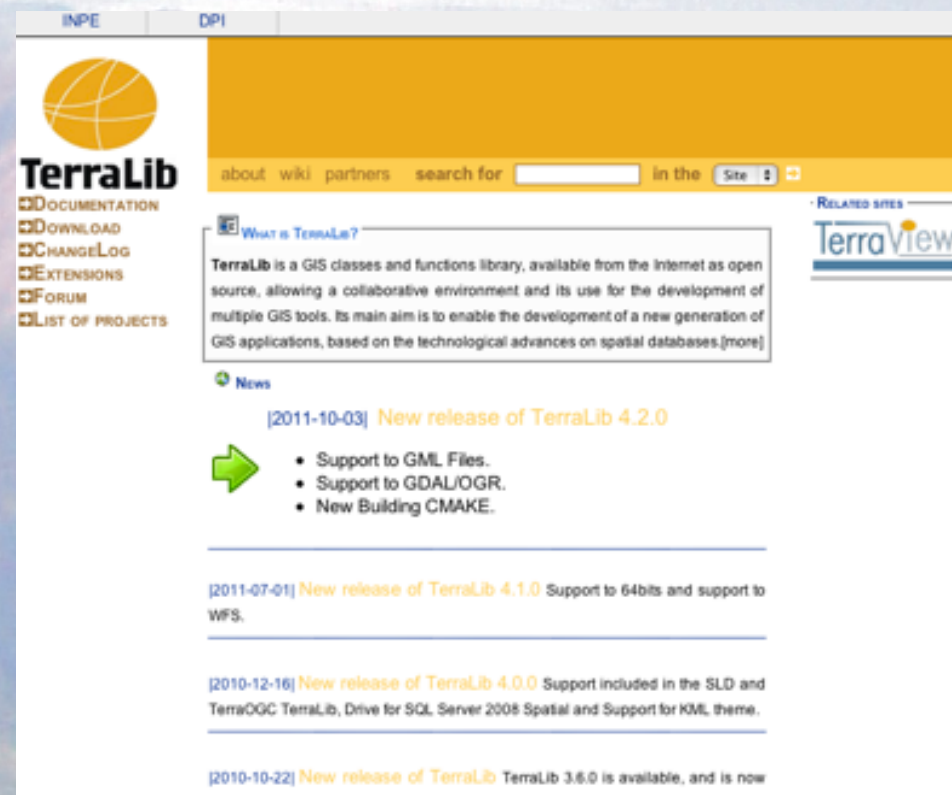 INPE DPI
TerraLib
about wiki partners search for in the Site
DOCUMENTATION
DOWNLOAD
CHANGELOG
EXTENSIONS
FORUM
LIST OF PROJECTS
WHAT IS TERRALIB?
TerraLib is a GIS classes and functions library, available from the Internet as open
source, allowing a collaborative environment and its use for the development of
multiple GIS tools. Its main aim is to enable the development of a new generation of
GIS applications, based on the technological advances on spatial databases.[more]
NEWS
|2011-10-03| New release of TerraLib 4.2.0
• Support to GML Files.
• Support to GDAL/OGR.
• New Building CMAKE.
|2011-07-01| New release of TerraLib 4.1.0 Support to 64bits and support to
WFS.
|2010-12-16| New release of TerraLib 4.0.0 Support included in the SLD and
TerraOGC TerraLib, Drive for SQL Server 2008 Spatial and Support for KML theme.
|2010-10-22| New release of TerraLib TerraLib 3.6.0 is available, and is now
RELATED SITES
TerraView